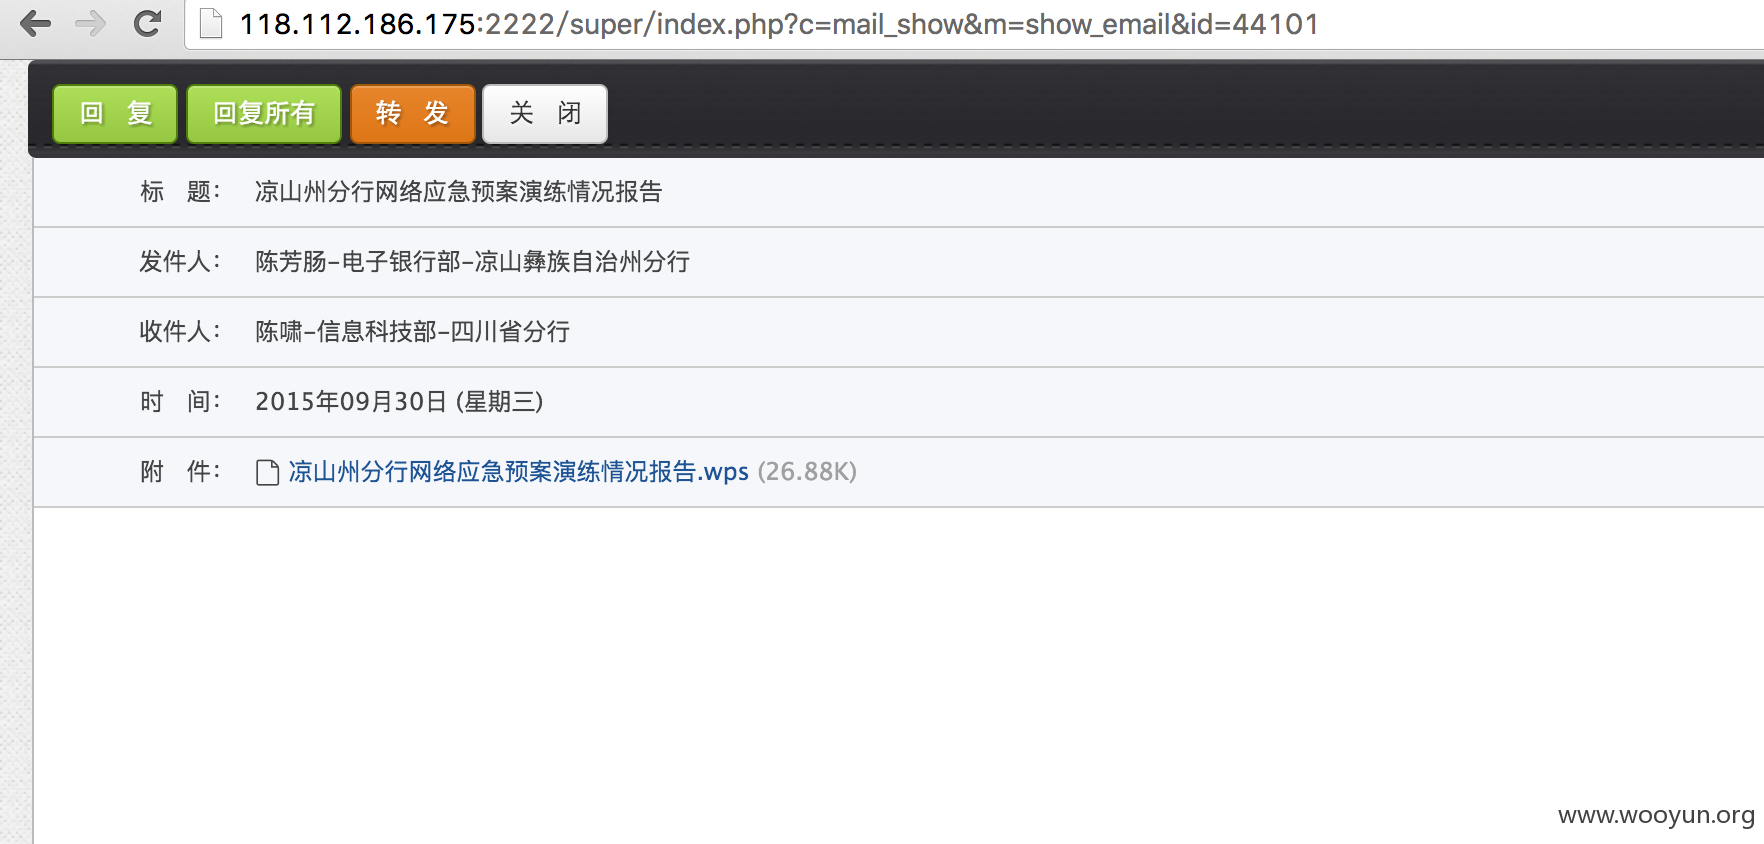 118.112.186.175:2222/super/index.php?c=mail_show&m=show_email&id=44101
回 复 回复所有 转 发 关 闭
标 题： 凉山州分行网络应急预案演练情况报告
发件人： 陈芳肠-电子银行部-凉山彝族自治州分行
收件人： 陈啸-信息科技部-四川省分行
时 间： 2015年09月30日 (星期三)
附 件： 凉山州分行网络应急预案演练情况报告.wps (26.88K)
www.wooyun.org